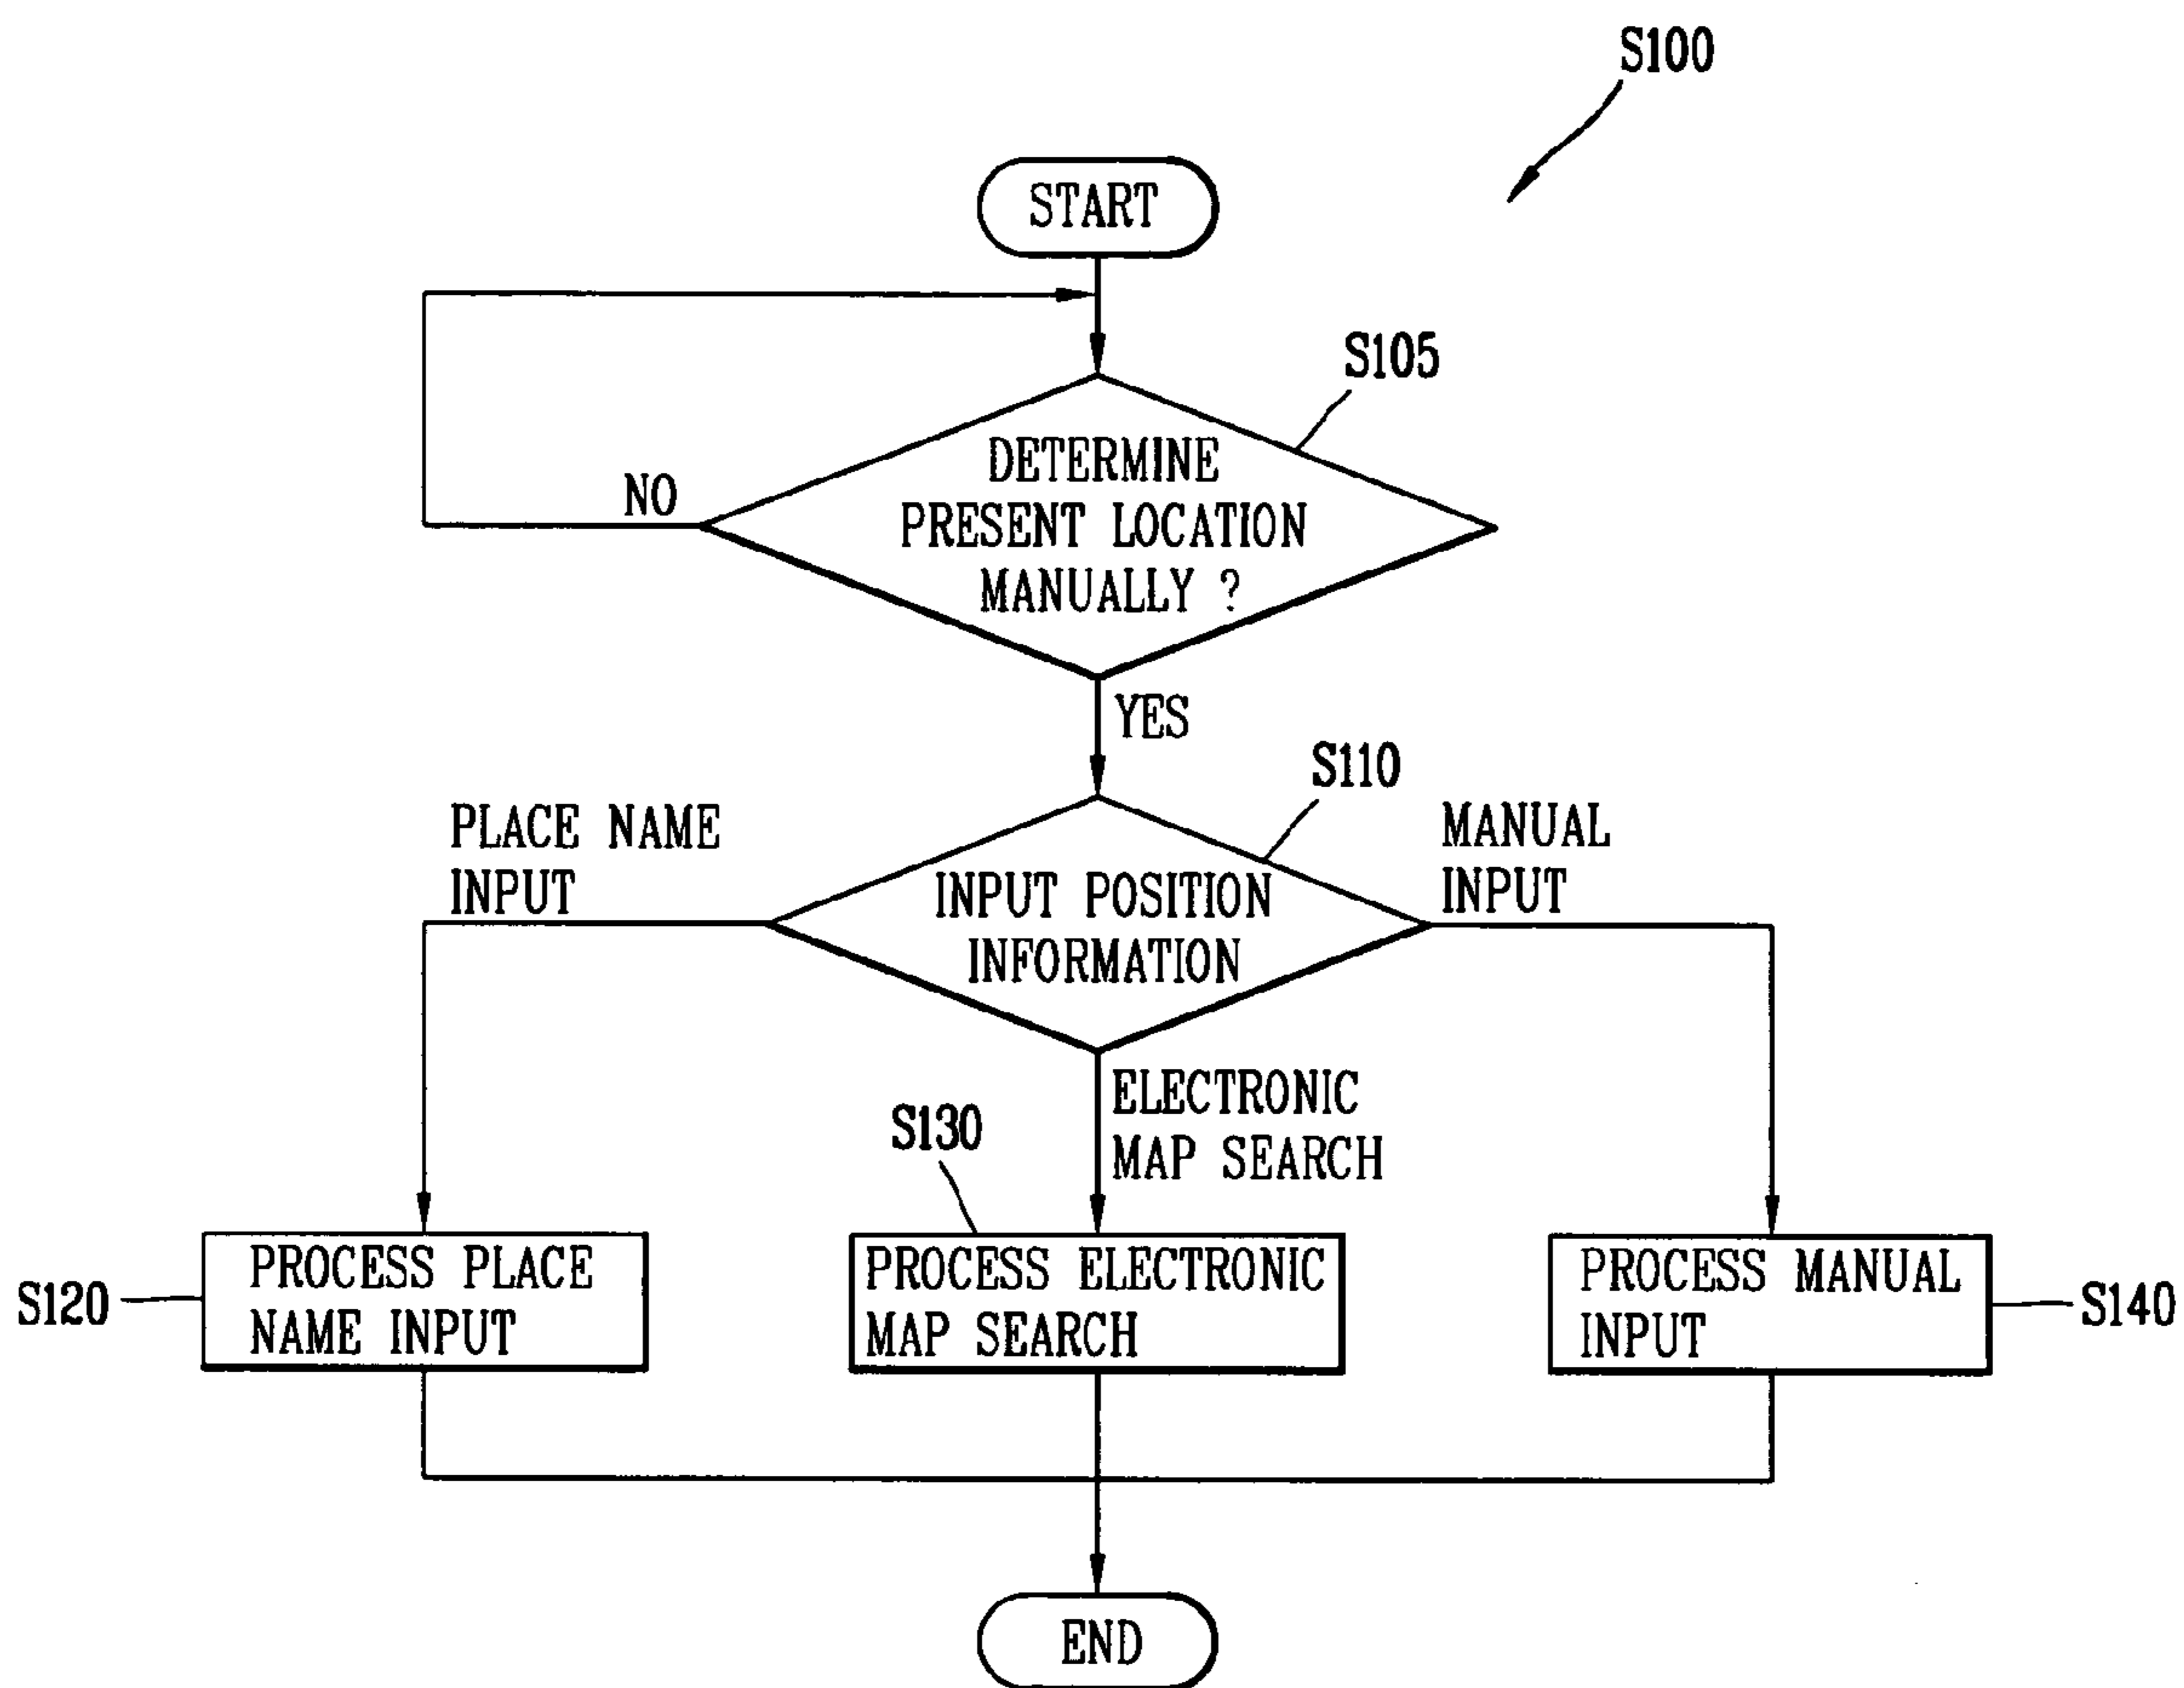 S100
START
S105
DETERMINE
PRESENT LOCATION
MANUALLY ?
NO
YES
S110
PLACE NAME
INPUT
INPUT POSITION
INFORMATION
MANUAL
INPUT
ELECTRONIC
MAP SEARCH
S130
S120
PROCESS PLACE
NAME INPUT
PROCESS ELECTRONIC
MAP SEARCH
PROCESS MANUAL
INPUT
S140
END